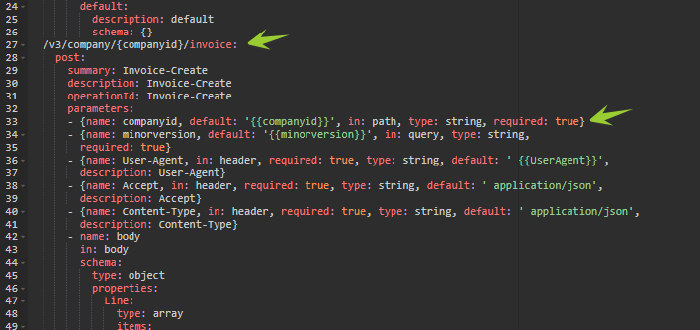 24 default:
25 description: default
26 schema: {}
27 /v3/company/{companyid}/invoice:
28 post:
29 summary: Invoice-Create
30 description: Invoice-Create
31 operationId: Invoice-Create
32 parameters:
33 - {name: companyid, default: '{{companyid}}', in: path, type: string, required: true}
34 - {name: minorversion, default: '{{minorversion}}', in: query, type: string,
35 required: true}
36 - {name: User-Agent, in: header, required: true, type: string, default: ' {{UserAgent}}',
37 description: User-Agent}
38 - {name: Accept, in: header, required: true, type: string, default: ' application/json',
39 description: Accept}
40 - {name: Content-Type, in: header, required: true, type: string, default: ' application/json',
41 description: Content-Type}
42 - name: body
43 in: body
44 schema:
45 type: object
46 properties:
47 Line:
48 type: array
49 items: